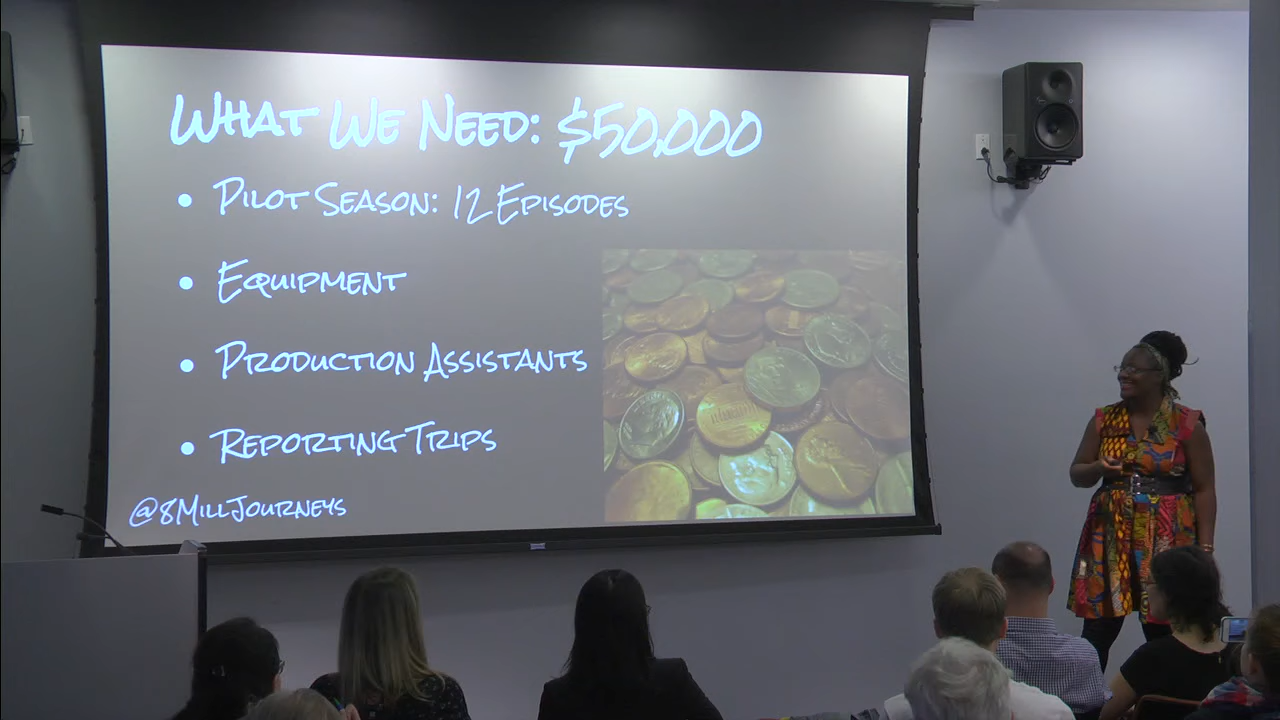 What We Need: $50,000
• Pilot Season: 12 Episodes
• Equipment
• Production Assistants
• Reporting Trips
@8MillJourneys